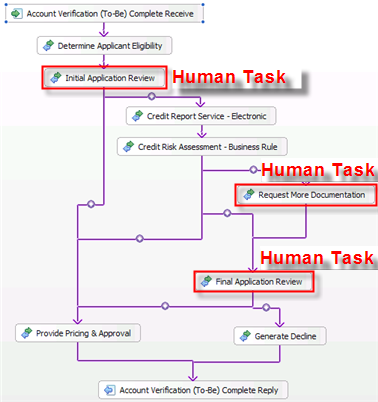 Account Verification (To-Be) Complete Receive
Determine Applicant Eligibility
Initial Application Review
Human Task
Credit Report Service - Electronic
Credit Risk Assessment - Business Rule
Human Task
Request More Documentation
Human Task
Final Application Review
Provide Pricing & Approval
Generate Decline
Account Verification (To-Be) Complete Reply